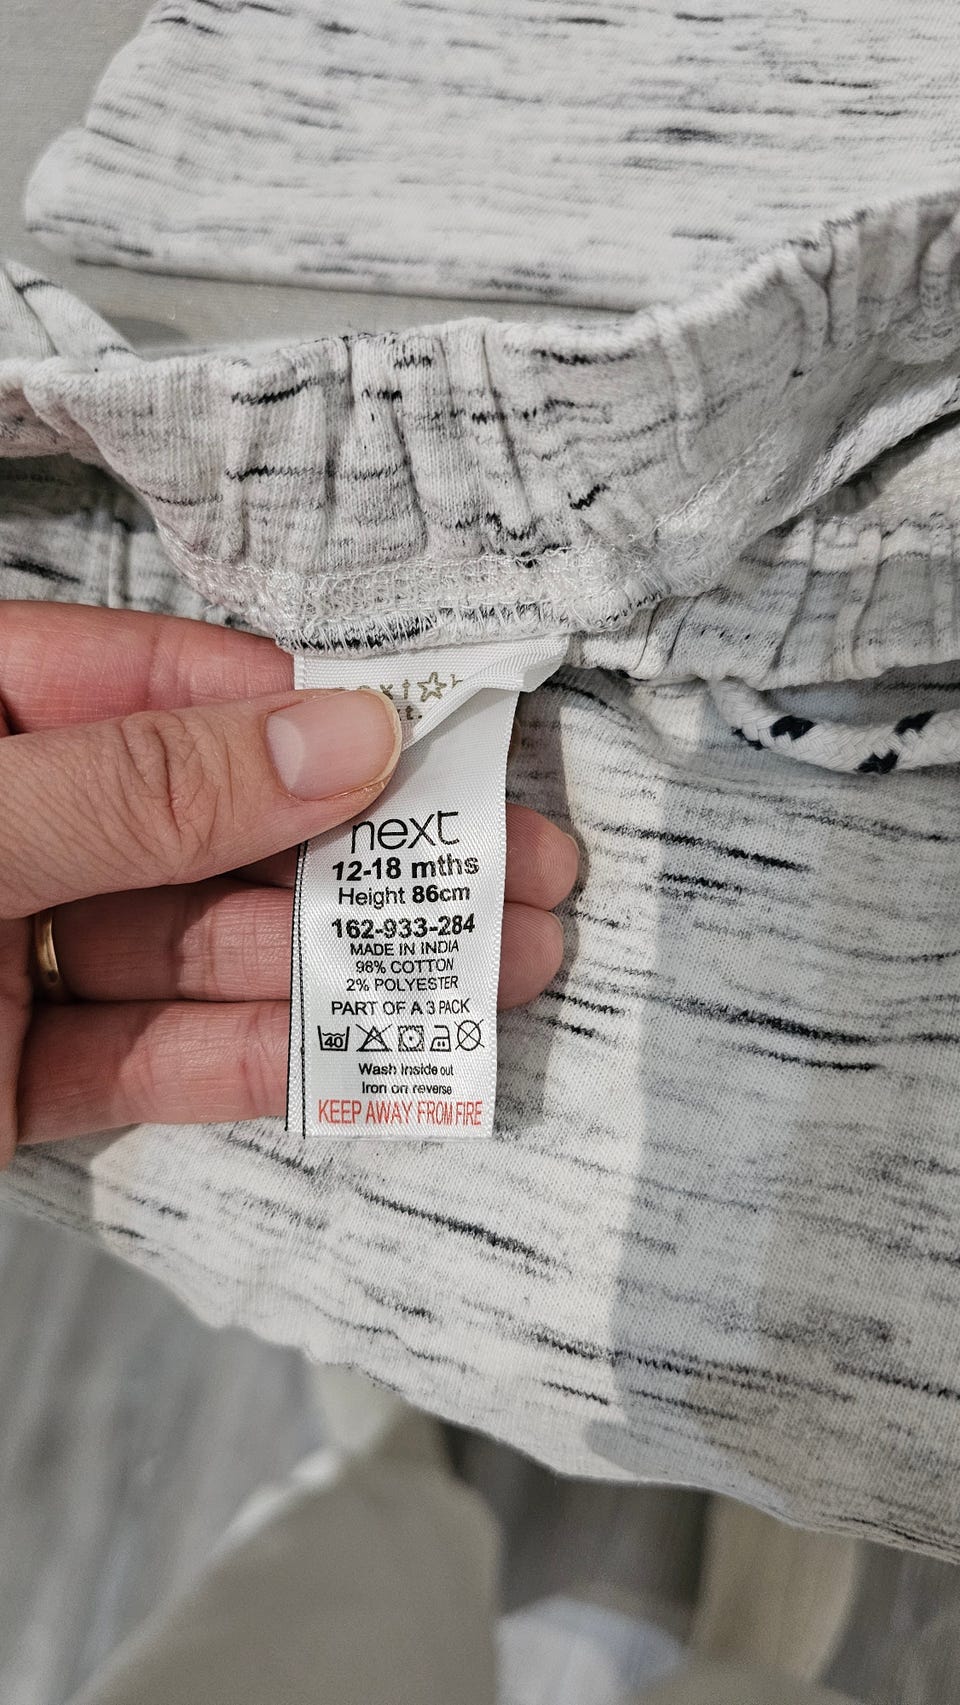 next
12-18 mths
Height 86cm
162-933-284
MADE IN INDIA
98% COTTON
2% POLYESTER
PART OF A 3 PACK
40
Wash Inside out
Iron on reverse
KEEP AWAY FROM FIRE